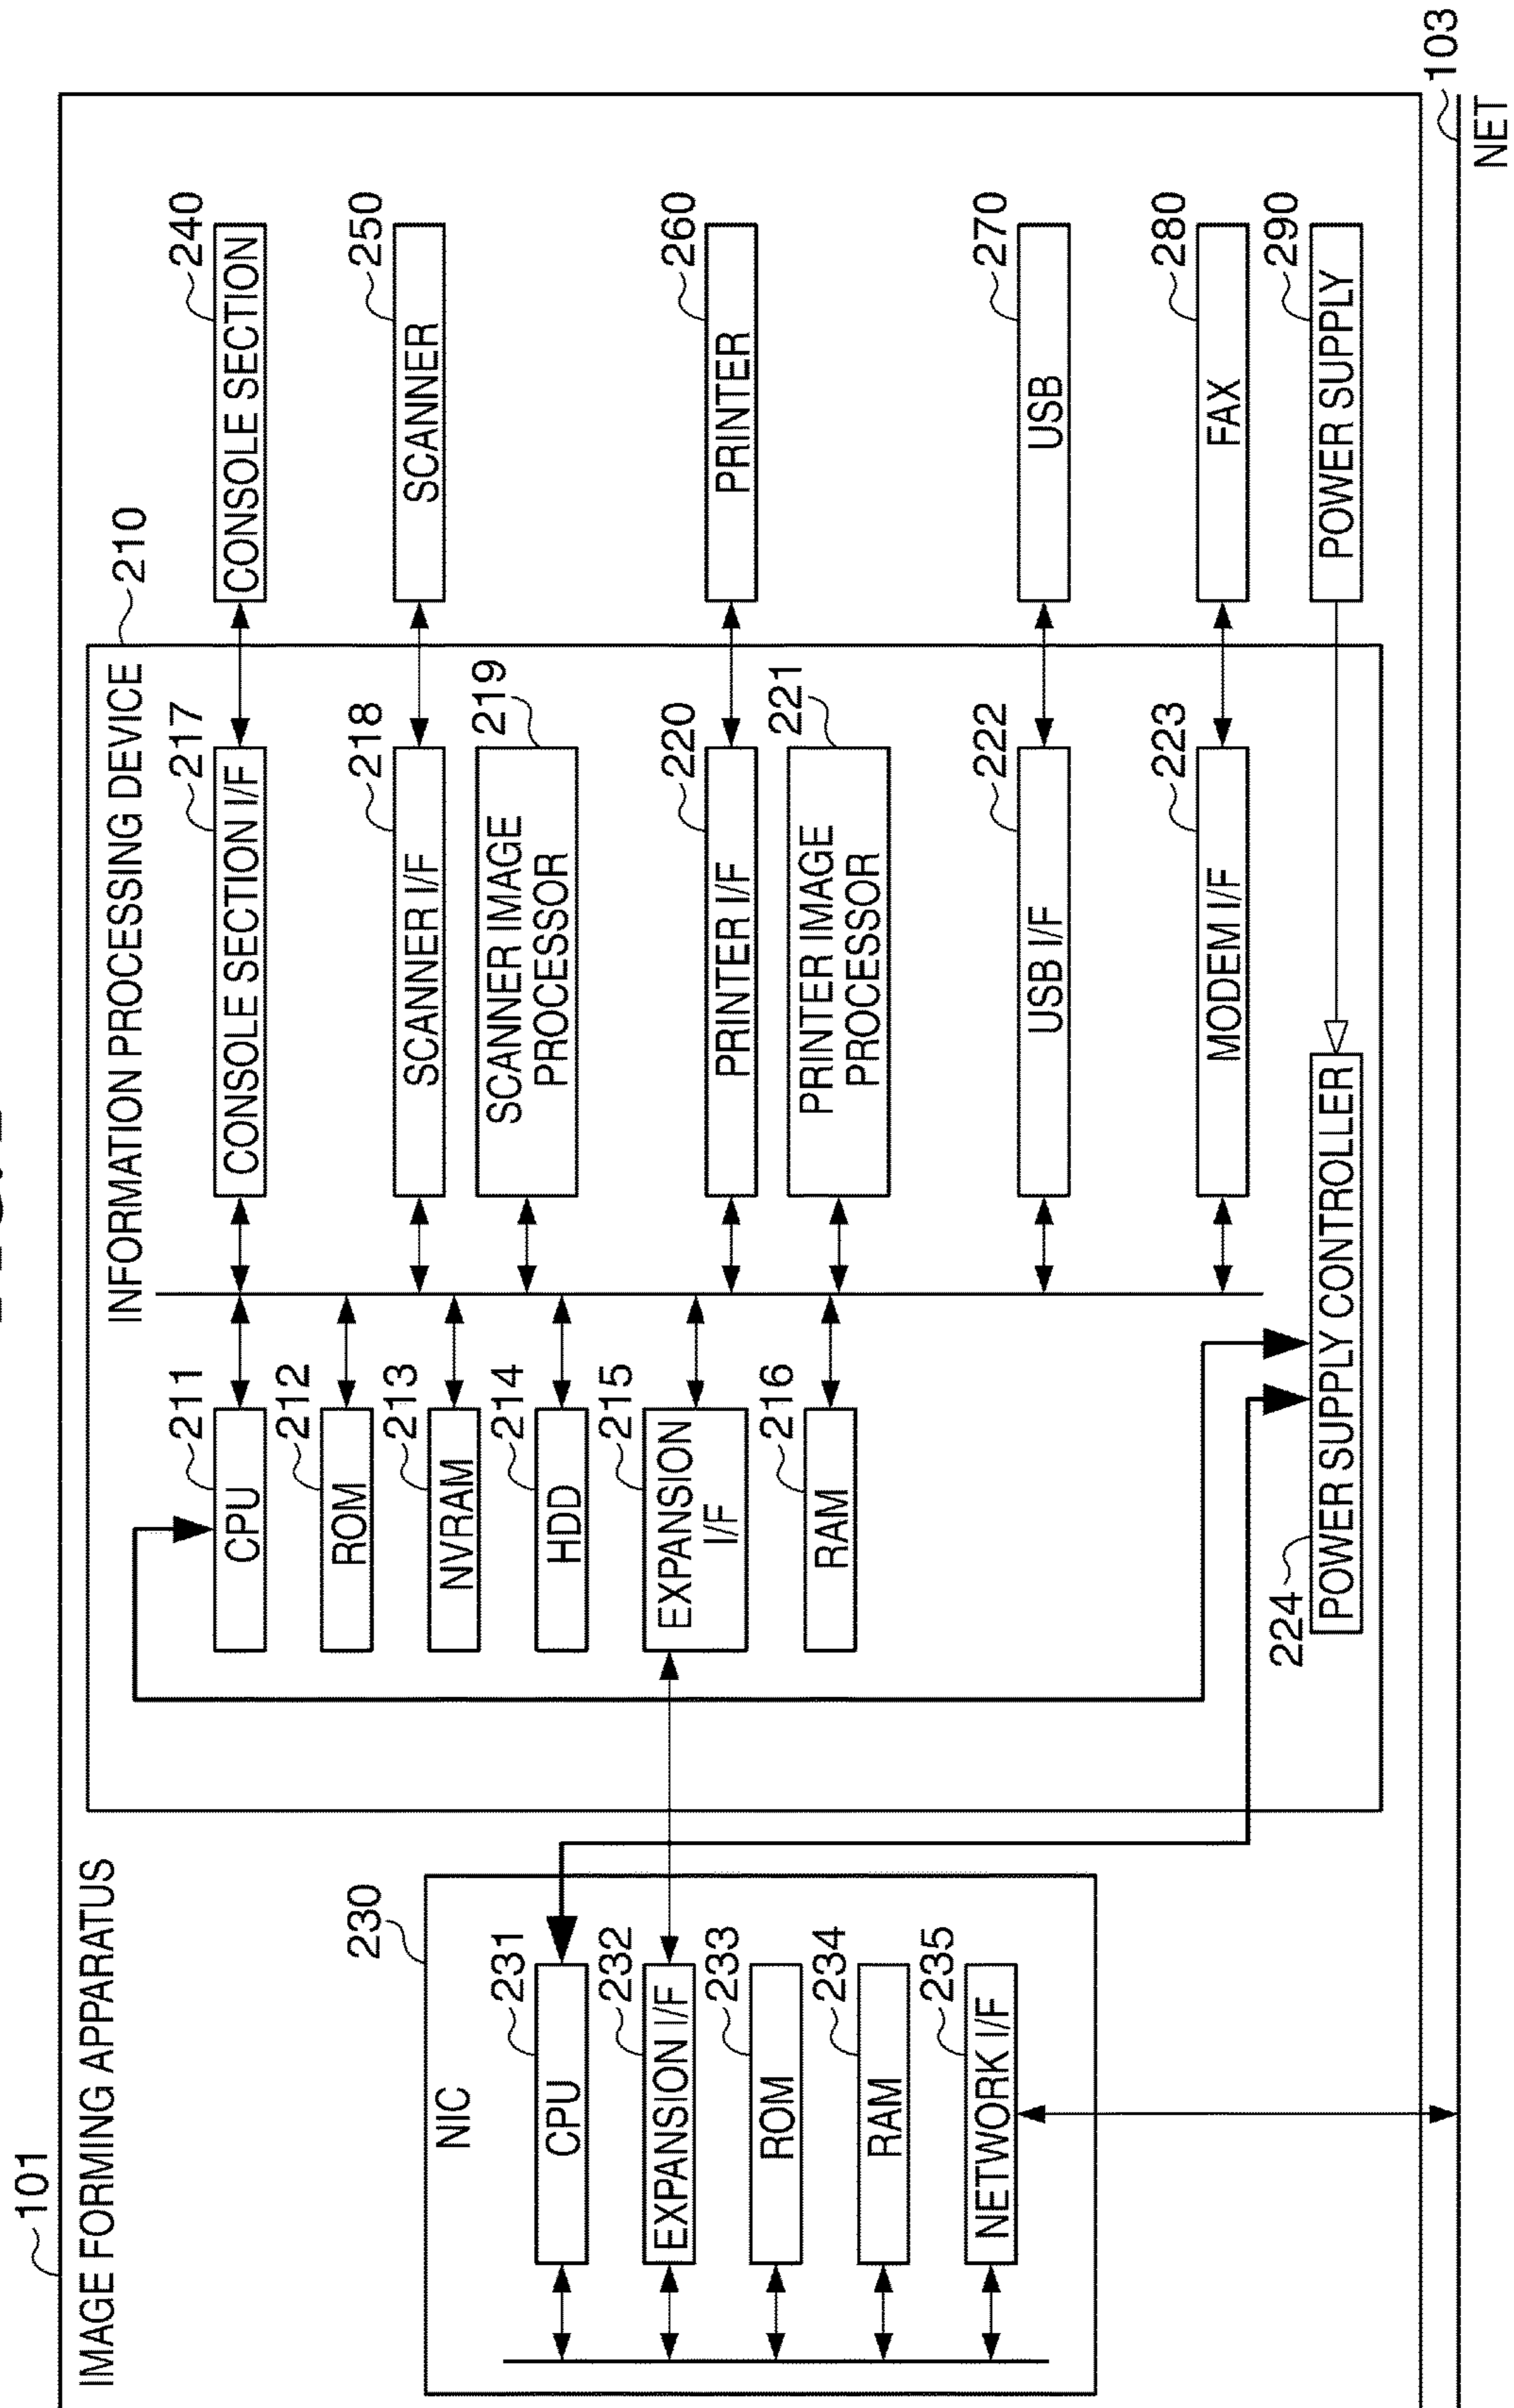 101
IMAGE FORMING APPARATUS
230
NIC
231
CPU
232
EXPANSION I/F
233
ROM
234
RAM
235
NETWORK I/F
210
INFORMATION PROCESSING DEVICE
211
CPU
212
ROM
213
NVRAM
214
HDD
215
EXPANSION
I/F
216
RAM
217
CONSOLE SECTION I/F
218
SCANNER I/F
219
SCANNER IMAGE
PROCESSOR
220
PRINTER I/F
221
PRINTER IMAGE
PROCESSOR
222
USB I/F
223
MODEM I/F
224
POWER SUPPLY CONTROLLER
240
CONSOLE SECTION
250
SCANNER
260
PRINTER
270
USB
280
FAX
290
POWER SUPPLY
103
NET